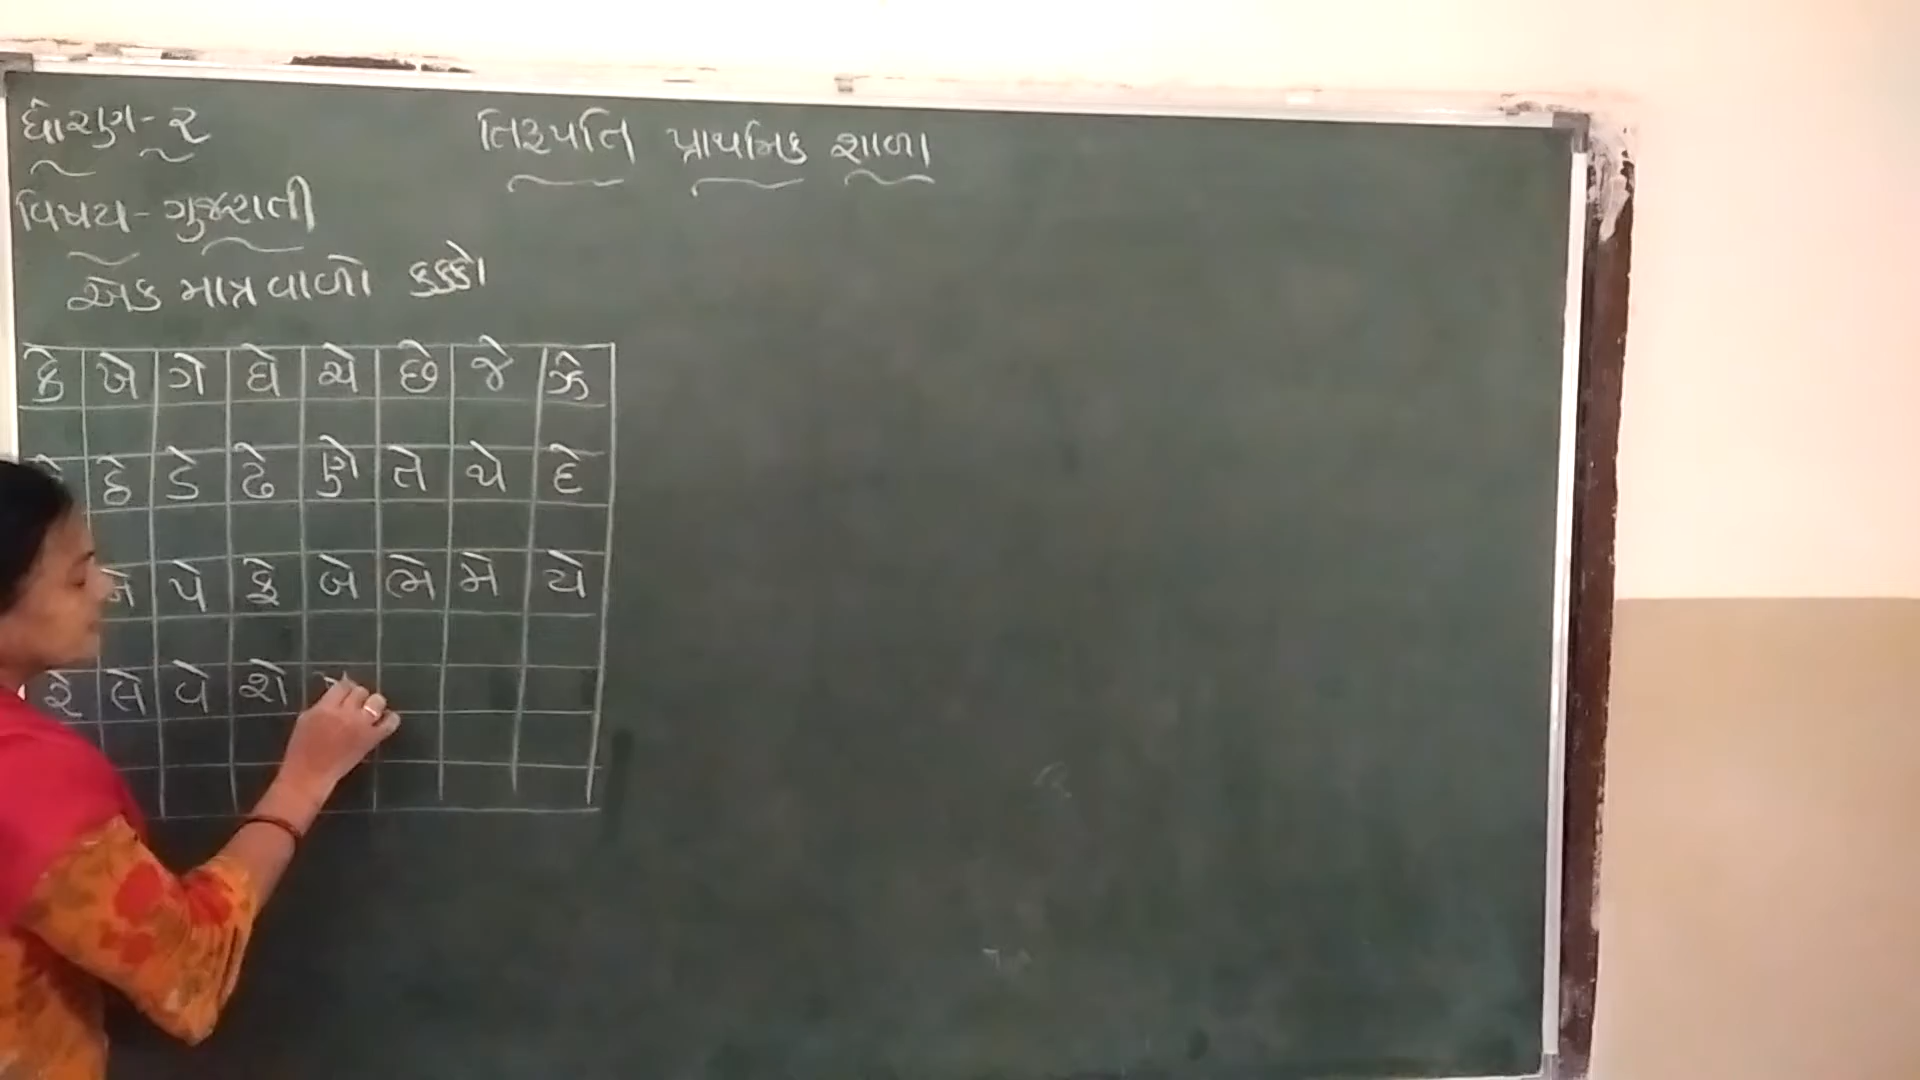 ધોરણ-૨
તિરૂપતિ પ્રાથમિક શાળા
વિષય-ગુજરાતી
એક માત્રવાળો કક્કો
કે ખે ગે ઘે ચે છે જે ઝે
ઠે ડે ઢે ણે તે થે દે
ને પે ફે બે ભે મે યે
રે લે વે શે